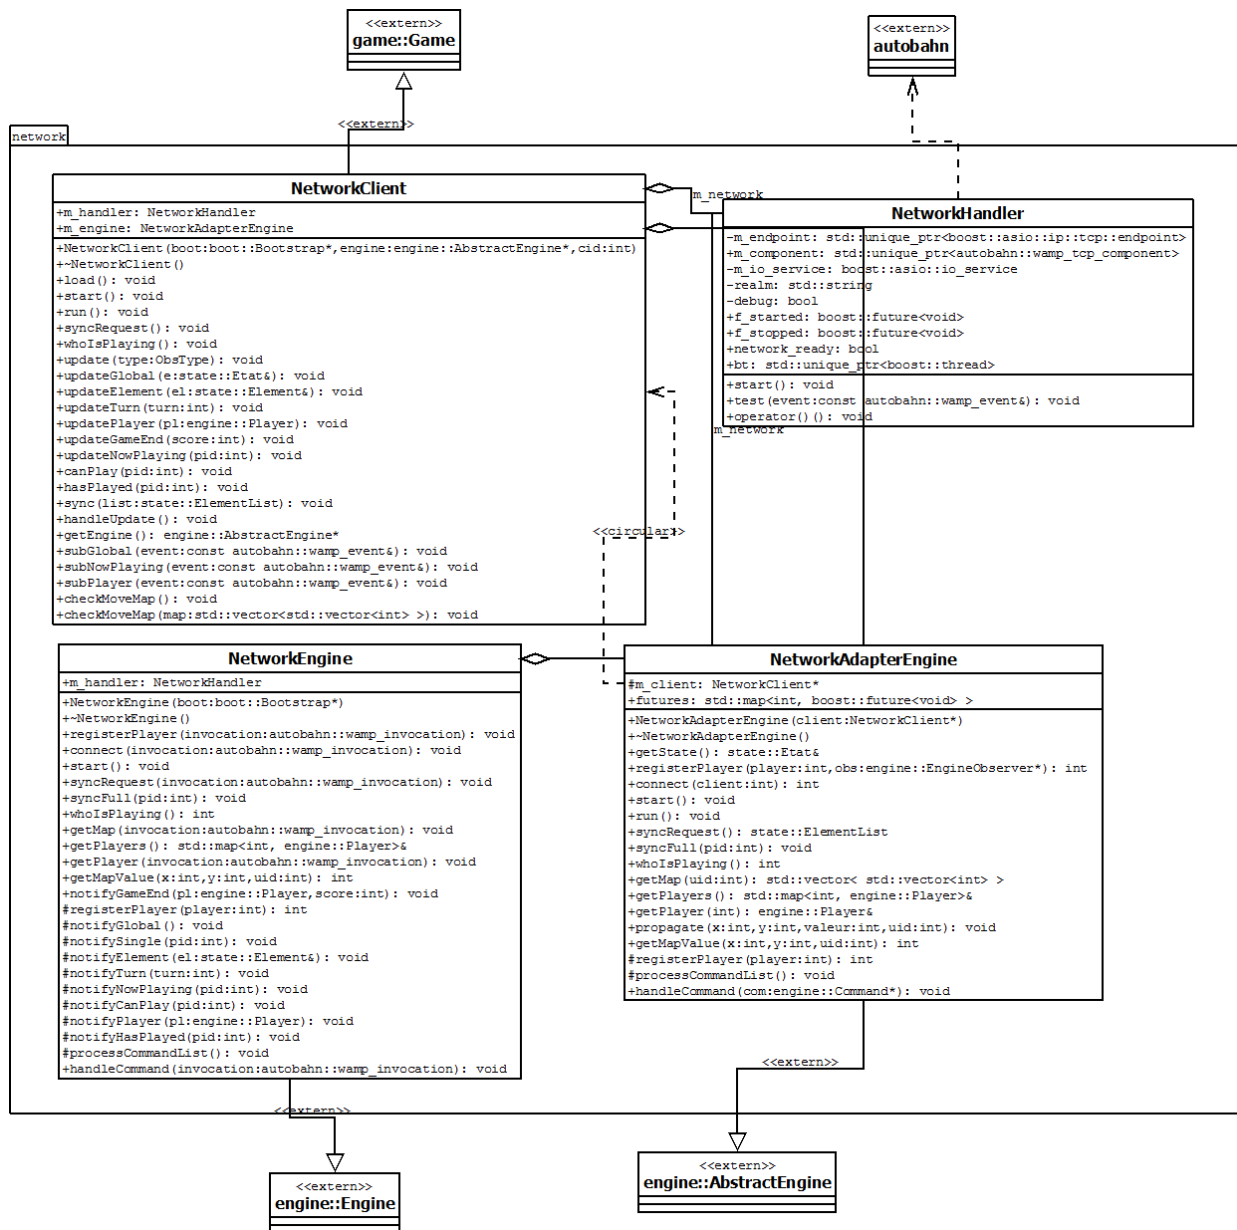 <<extern>>
game::Game
<<extern>>
autobahn
<<extern>>
network
NetworkClient
+m_handler: NetworkHandler
+m_engine: NetworkAdapterEngine
+NetworkClient(boot:boot::Bootstrap*,engine:engine::AbstractEngine*,cid:int)
+~NetworkClient()
+load(): void
+start(): void
+run(): void
+syncRequest(): void
+whoIsPlaying(): void
+update(type:ObsType): void
+updateGlobal(e:state::Etat&): void
+updateElement(el:state::Element&): void
+updateTurn(turn:int): void
+updatePlayer(pl:engine::Player): void
+updateGameEnd(score:int): void
+updateNowPlaying(pid:int): void
+canPlay(pid:int): void
+hasPlayed(pid:int): void
+sync(list:state::ElementList): void
+handleUpdate(): void
+getEngine(): engine::AbstractEngine*
+subGlobal(event:const autobahn::wamp_event&): void
+subNowPlaying(event:const autobahn::wamp_event&): void
+subPlayer(event:const autobahn::wamp_event&): void
+checkMoveMap(): void
+checkMoveMap(map:std::vector<std::vector<int> >): void
m_network
NetworkHandler
-m_endpoint: std::unique_ptr<boost::asio::ip::tcp::endpoint>
+m_component: std::unique_ptr<autobahn::wamp_tcp_component>
-m_io_service: boost::asio::io_service
-realm: std::string
-debug: bool
+f_started: boost::future<void>
+f_stopped: boost::future<void>
+network_ready: bool
+bt: std::unique_ptr<boost::thread>
+start(): void
+test(event:const autobahn::wamp_event&): void
+operator()(): void
m_network
<<circular>>
NetworkEngine
+m_handler: NetworkHandler
+NetworkEngine(boot:boot::Bootstrap*)
+~NetworkEngine()
+registerPlayer(invocation:autobahn::wamp_invocation): void
+connect(invocation:autobahn::wamp_invocation): void
+start(): void
+syncRequest(invocation:autobahn::wamp_invocation): void
+syncFull(pid:int): void
+whoIsPlaying(): int
+getMap(invocation:autobahn::wamp_invocation): void
+getPlayers(): std::map<int, engine::Player>&
+getPlayer(invocation:autobahn::wamp_invocation): void
+getMapValue(x:int,y:int,uid:int): int
+notifyGameEnd(pl:engine::Player,score:int): void
#registerPlayer(player:int): int
#notifyGlobal(): void
#notifySingle(pid:int): void
#notifyElement(el:state::Element&): void
#notifyTurn(turn:int): void
#notifyNowPlaying(pid:int): void
#notifyCanPlay(pid:int): void
#notifyPlayer(pl:engine::Player): void
#notifyHasPlayed(pid:int): void
#processCommandList(): void
+handleCommand(invocation:autobahn::wamp_invocation): void
NetworkAdapterEngine
#m_client: NetworkClient*
+futures: std::map<int, boost::future<void> >
+NetworkAdapterEngine(client:NetworkClient*)
+~NetworkAdapterEngine()
+getState(): state::Etat&
+registerPlayer(player:int,obs:engine::EngineObserver*): int
+connect(client:int): int
+start(): void
+run(): void
+syncRequest(): state::ElementList
+syncFull(pid:int): void
+whoIsPlaying(): int
+getMap(uid:int): std::vector< std::vector<int> >
+getPlayers(): std::map<int, engine::Player>&
+getPlayer(int): engine::Player&
+propagate(x:int,y:int,valeur:int,uid:int): void
+getMapValue(x:int,y:int,uid:int): int
#registerPlayer(player:int): int
#processCommandList(): void
+handleCommand(com:engine::Command*): void
<<extern>>
<<extern>>
<<extern>>
engine::Engine
<<extern>>
engine::AbstractEngine